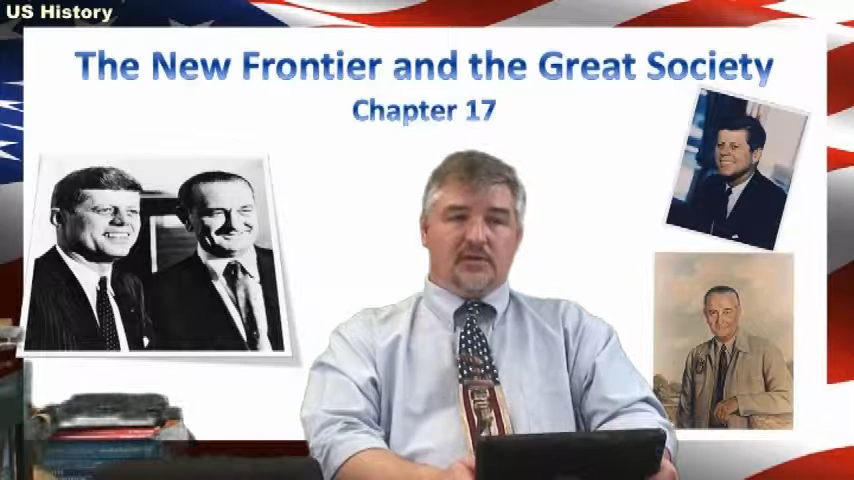 US History
The New Frontier and the Great Society
Chapter 17